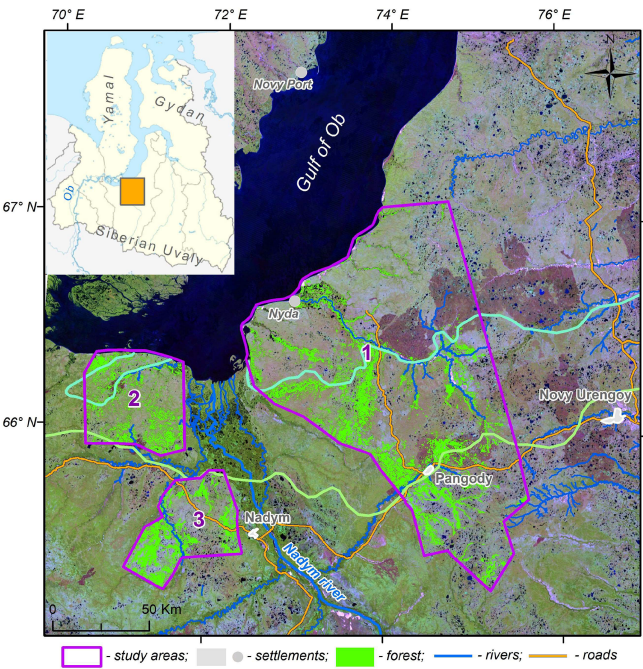 70° E
72° E
74° E
76° E
N
Novy Port
Yamal
Gydan
Gulf of Ob
Ob
67° N
Siberian Uvaly
Nyda
1
2
Novy Urengoy
66° N
Pangody
3
Nadym
Nadym river
0
50 Km
- study areas;
- settlements;
- forest;
- rivers;
- roads